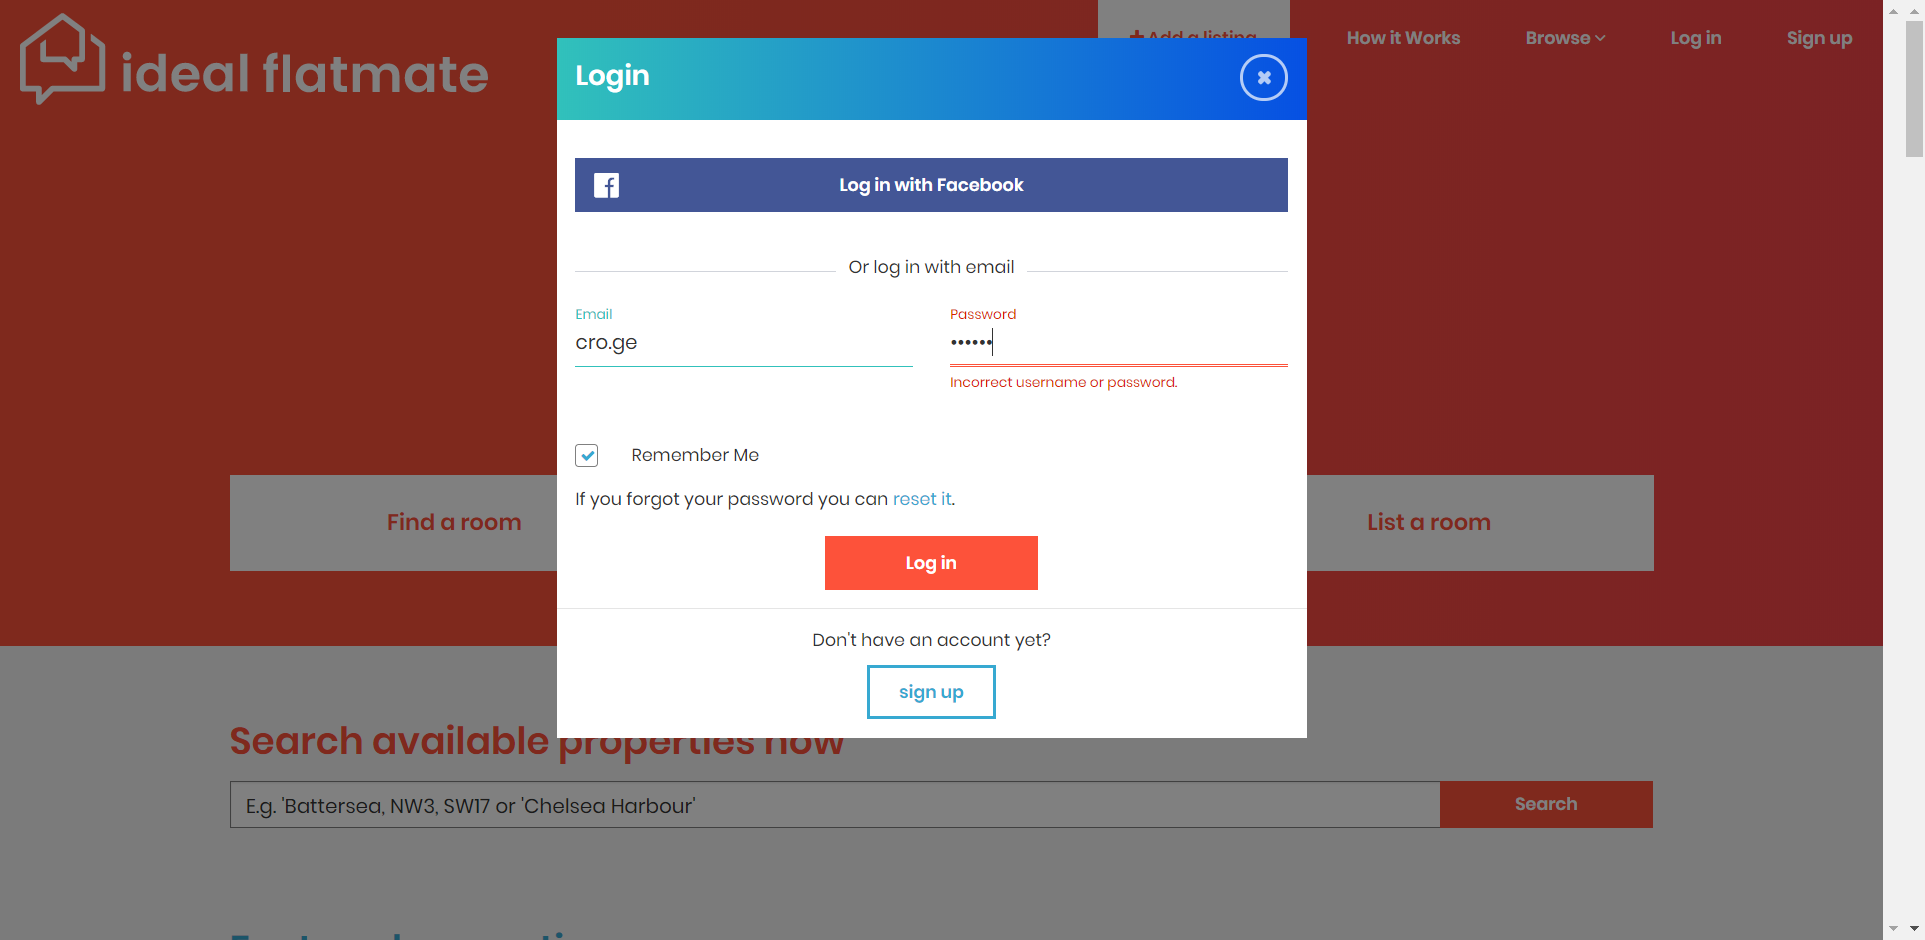 ideal flatmate
Add a listing
How it Works
Browse
Log in
Sign up
Login
Log in with Facebook
Or log in with email
Email
cro.ge
Password
••••••
Incorrect username or password.
Remember Me
If you forgot your password you can reset it.
Log in
Don't have an account yet?
sign up
Find a room
List a room
Search available properties now
E.g. 'Battersea, NW3, SW17 or 'Chelsea Harbour'
Search